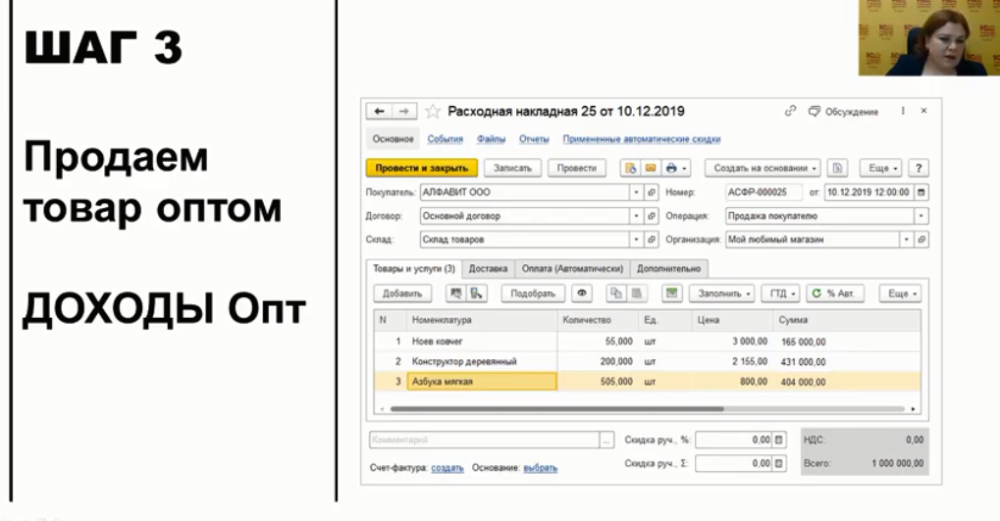 ШАГ 3
Продаем
товар оптом
ДОХОДЫ Опт
Расходная накладная 25 от 10.12.2019
Обсуждение
Основное События Файлы Отчеты Примененные автоматические скидки
Провести и закрыть Записать Провести Создать на основании Еще ?
Покупатель: АЛФАВИТ ООО Номер: АСФР-000025 от: 10.12.2019 12:00:00
Договор: Основной договор Операция: Продажа покупателю
Склад: Склад товаров Организация: Мой любимый магазин
Товары и услуги (3) Доставка Оплата (Автоматически) Дополнительно
Добавить Подобрать Заполнить ГТД % Авт. Еще
N Номенклатура Количество Ед. Цена Сумма
1 Ноев ковчег 55,000 шт 3 000,00 165 000,00
2 Конструктор деревянный 200,000 шт 2 155,00 431 000,00
3 Азбука мягкая 505,000 шт 800,00 404 000,00
Комментарий ... Скидка руч., %: 0,00 НДС: 0,00
Счет-фактура: создать Основание: выбрать Скидка руч., Σ: 0,00 Всего: 1 000 000,00